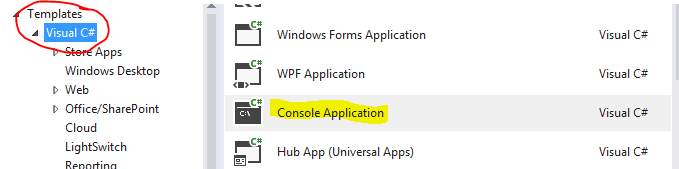 Templates
Visual C#
Store Apps
Windows Desktop
Web
Office/SharePoint
Cloud
LightSwitch
Reporting
C#
Windows Forms Application
Visual C#
C#
WPF Application
Visual C#
C#
C:\
Console Application
Visual C#
C#
Hub App (Universal Apps)
Visual C#